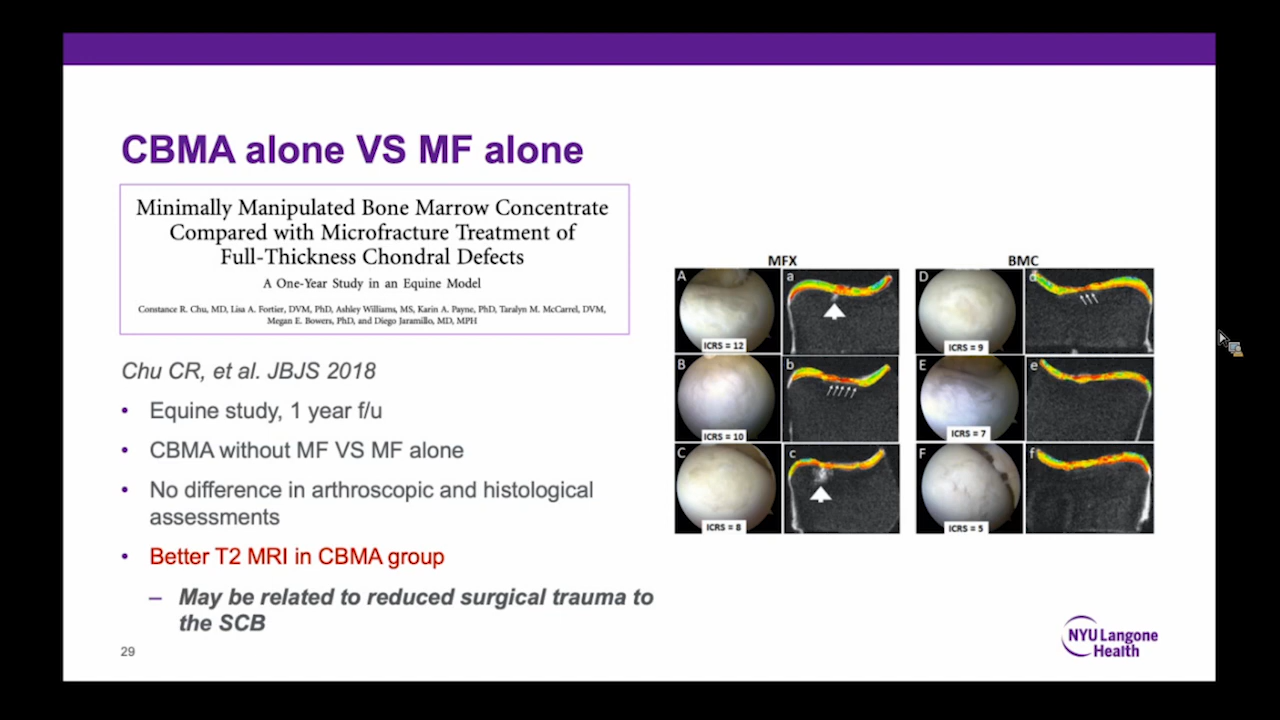 CBMA alone VS MF alone
Minimally Manipulated Bone Marrow Concentrate
Compared with Microfracture Treatment of
Full-Thickness Chondral Defects
A One-Year Study in an Equine Model
Constance R. Chu, MD, Lisa A. Fortier, DVM, PhD, Ashley Williams, MS, Karin A. Payne, PhD, Taralyn M. McCarrel, DVM,
Megan E. Bowers, PhD, and Diego Jaramillo, MD, MPH
Chu CR, et al. JBJS 2018
• Equine study, 1 year f/u
• CBMA without MF VS MF alone
• No difference in arthroscopic and histological
assessments
• Better T2 MRI in CBMA group
– May be related to reduced surgical trauma to
the SCB
29
MFX
BMC
A
a
D
d
ICRS = 12
ICRS = 9
B
b
E
e
ICRS = 10
ICRS = 7
C
c
F
f
ICRS = 8
ICRS = 5
NYU Langone
Health